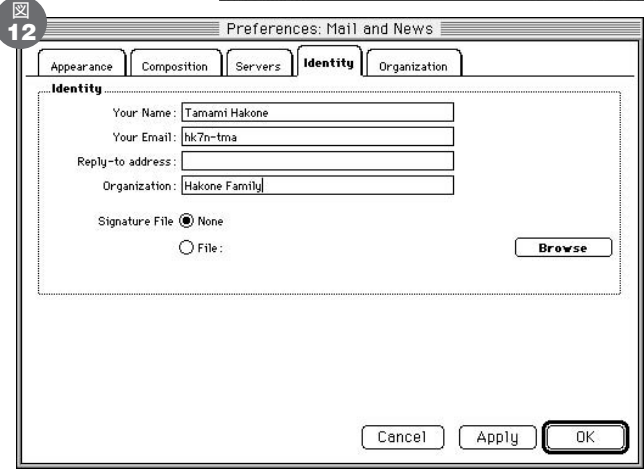 図
12
Preferences: Mail and News
Appearance Composition Servers Identity Organization
Identity
Your Name: Tamami Hakone
Your Email: hk7n-tma
Reply-to address:
Organization: Hakone Family
Signature File None
File:
Browse
Cancel Apply OK